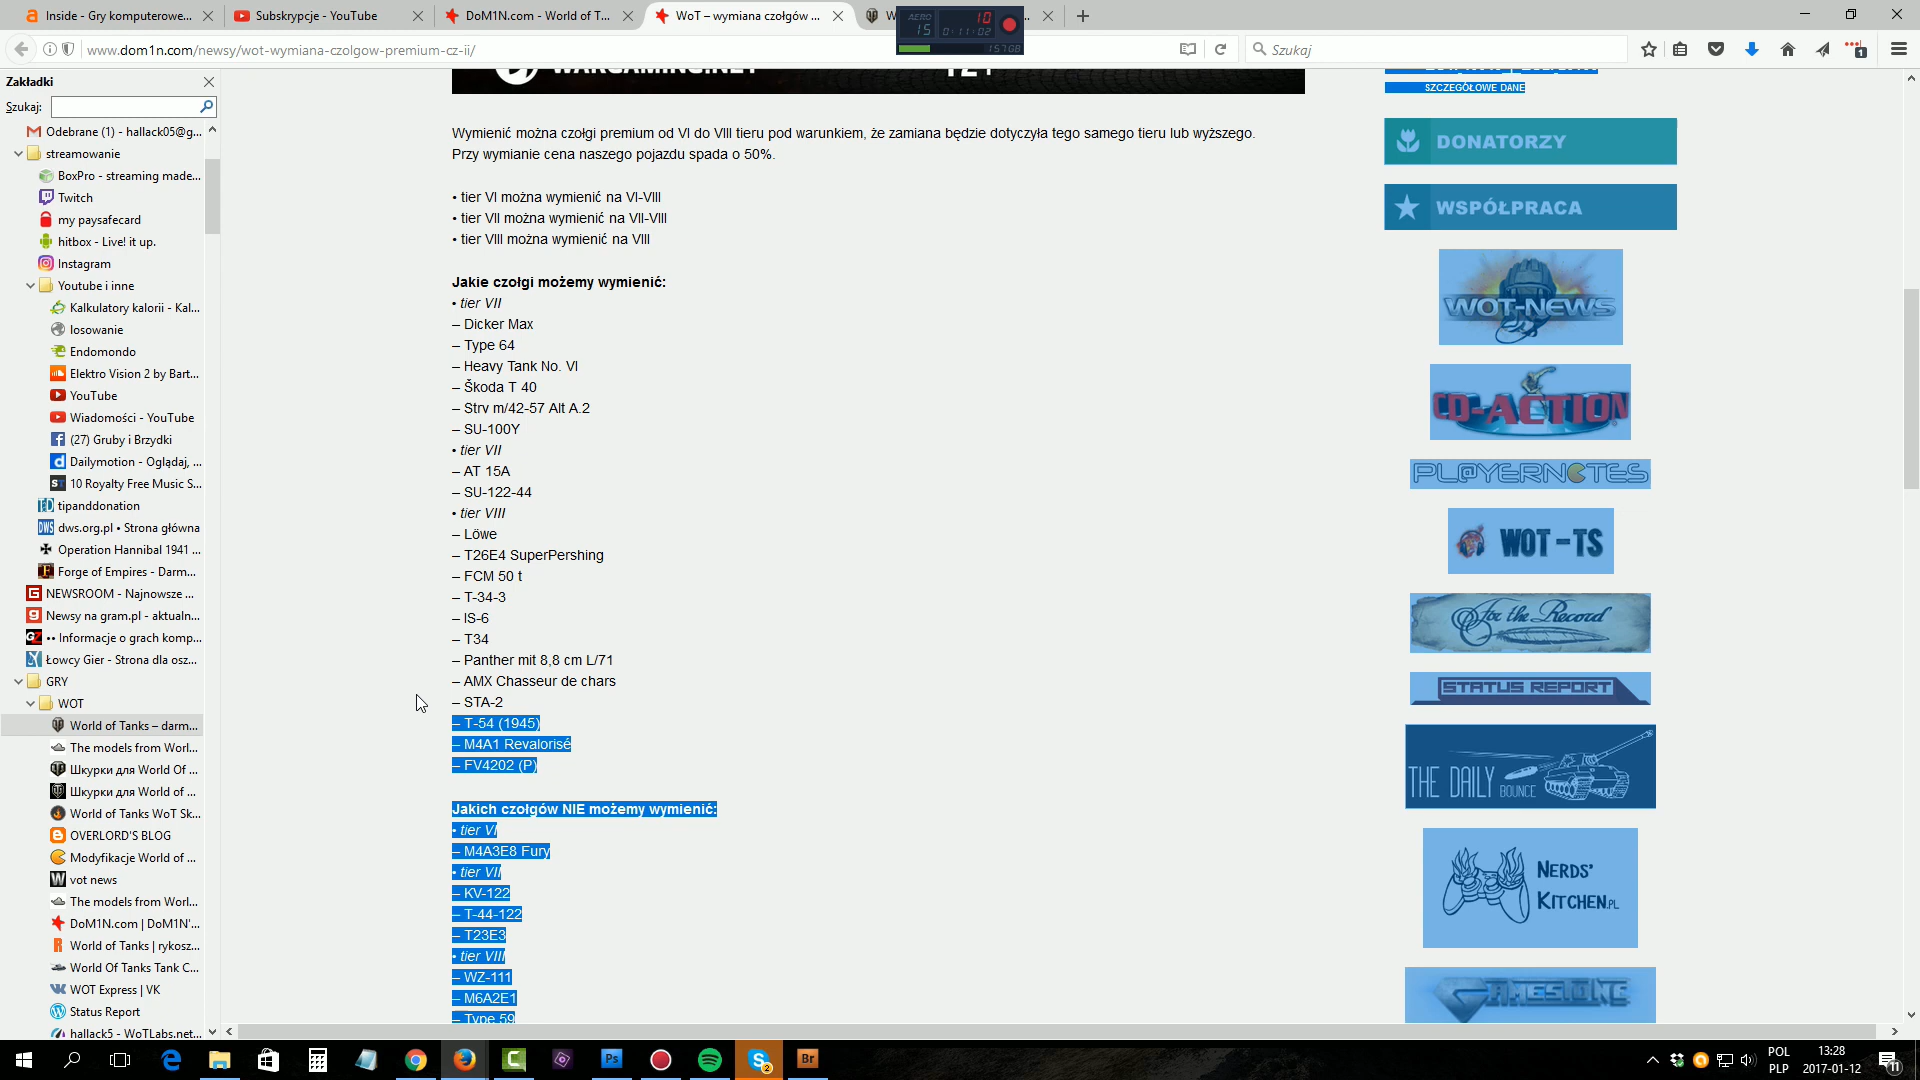 Inside - Gry komputerowe...
Subskrypcje - YouTube
DoM1N.com - World of T...
WoT – wymiana czołgów ...
W
AERO
15
10
0:11:02
157GB
www.dom1n.com/newsy/wot-wymiana-czolgow-premium-cz-ii/
Szukaj
Zakładki
Szukaj:
Odebrane (1) - hallack05@g...
streamowanie
BoxPro - streaming made...
Twitch
my paysafecard
hitbox - Live! it up.
Instagram
Youtube i inne
Kalkulatory kalorii - Kal...
losowanie
Endomondo
Elektro Vision 2 by Bart...
YouTube
Wiadomości - YouTube
(27) Gruby i Brzydki
Dailymotion - Oglądaj, ...
10 Royalty Free Music S...
tipanddonation
dws.org.pl • Strona główna
Operation Hannibal 1941 ...
Forge of Empires - Darm...
NEWSROOM - Najnowsze ...
Newsy na gram.pl - aktualn...
•• Informacje o grach komp...
Łowcy Gier - Strona dla osz...
GRY
WOT
World of Tanks – darm...
The models from Worl...
Шкурки для World Of ...
Шкурки для World of ...
World of Tanks WoT Sk...
OVERLORD'S BLOG
Modyfikacje World of ...
vot news
The models from Worl...
DoM1N.com | DoM1N'...
World of Tanks | rykosz...
World Of Tanks Tank C...
WOT Express | VK
Status Report
hallack5 - WoTLabs.net...
WARGAMING.NET
12+
Wymienić można czołgi premium od VI do VIII tieru pod warunkiem, że zamiana będzie dotyczyła tego samego tieru lub wyższego.
Przy wymianie cena naszego pojazdu spada o 50%.
• tier VI można wymienić na VI-VIII
• tier VII można wymienić na VII-VIII
• tier VIII można wymienić na VIII
Jakie czołgi możemy wymienić:
• tier VII
– Dicker Max
– Type 64
– Heavy Tank No. VI
– Škoda T 40
– Strv m/42-57 Alt A.2
– SU-100Y
• tier VII
– AT 15A
– SU-122-44
• tier VIII
– Löwe
– T26E4 SuperPershing
– FCM 50 t
– T-34-3
– IS-6
– T34
– Panther mit 8,8 cm L/71
– AMX Chasseur de chars
– STA-2
– T-54 (1945)
– M4A1 Revalorisé
– FV4202 (P)
Jakich czołgów NIE możemy wymienić:
• tier VI
– M4A3E8 Fury
• tier VII
– KV-122
– T-44-122
– T23E3
• tier VIII
– WZ-111
– M6A2E1
– Type 59
SZCZEGÓŁOWE DANE
DONATORZY
WSPÓŁPRACA
WOT-NEWS
CD-ACTION
PL@YERNOTES
WOT-TS
For the Record
STATUS REPORT
THE DAILY BOUNCE
NERDS'
KITCHEN.PL
GAMESTONE
Ps
2
Br
POL
PLP
13:28
2017-01-12
11